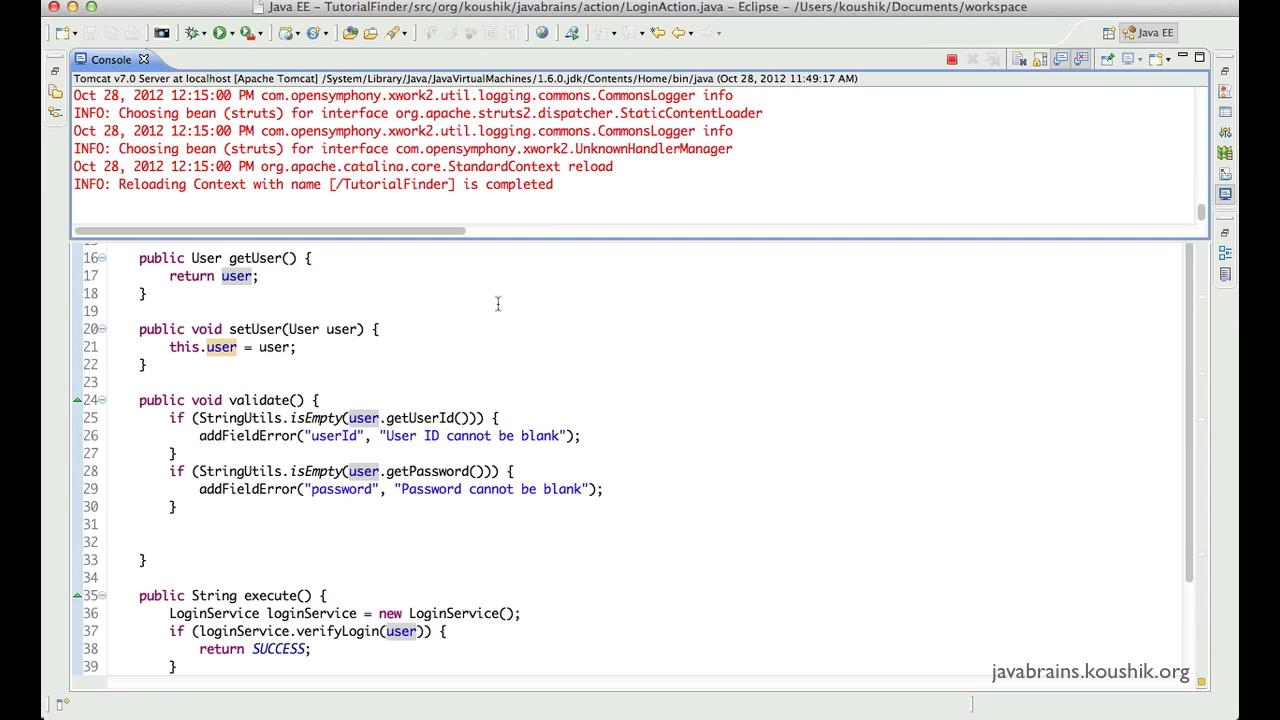 Java EE - TutorialFinder/src/org/koushik/javabrains/action/LoginAction.java - Eclipse - /Users/koushik/Documents/workspace
Java EE
Console
Tomcat v7.0 Server at localhost [Apache Tomcat] /System/Library/Java/JavaVirtualMachines/1.6.0.jdk/Contents/Home/bin/java (Oct 28, 2012 11:49:17 AM)
Oct 28, 2012 12:15:00 PM com.opensymphony.xwork2.util.logging.commons.CommonsLogger info
INFO: Choosing bean (struts) for interface org.apache.struts2.dispatcher.StaticContentLoader
Oct 28, 2012 12:15:00 PM com.opensymphony.xwork2.util.logging.commons.CommonsLogger info
INFO: Choosing bean (struts) for interface com.opensymphony.xwork2.UnknownHandlerManager
Oct 28, 2012 12:15:00 PM org.apache.catalina.core.StandardContext reload
INFO: Reloading Context with name [/TutorialFinder] is completed
15
16 public User getUser() {
17 return user;
18 }
19
20 public void setUser(User user) {
21 this.user = user;
22 }
23
24 public void validate() {
25 if (StringUtils.isEmpty(user.getUserId())) {
26 addFieldError("userId", "User ID cannot be blank");
27 }
28 if (StringUtils.isEmpty(user.getPassword())) {
29 addFieldError("password", "Password cannot be blank");
30 }
31
32
33 }
34
35 public String execute() {
36 LoginService loginService = new LoginService();
37 if (loginService.verifyLogin(user)) {
38 return SUCCESS;
39 }
javabrains.koushik.org